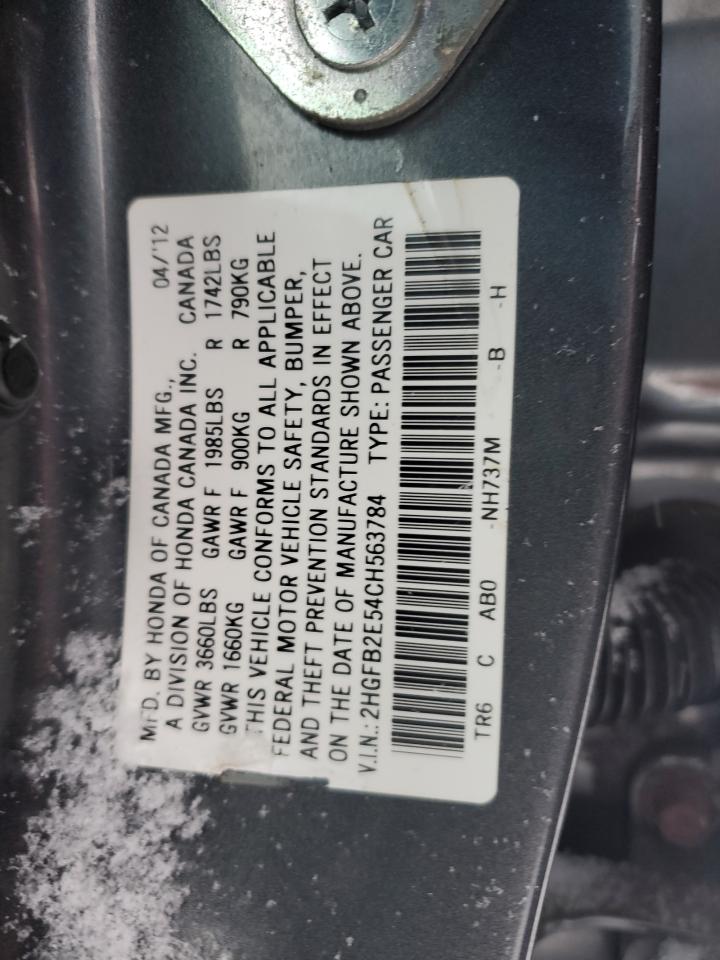 MFD. BY HONDA OF CANADA MFG., 04/'12
A DIVISION OF HONDA CANADA INC. CANADA
GVWR 3660LBS GAWR F 1985LBS R 1742LBS
GVWR 1660KG GAWR F 900KG R 790KG
THIS VEHICLE CONFORMS TO ALL APPLICABLE
FEDERAL MOTOR VEHICLE SAFETY, BUMPER,
AND THEFT PREVENTION STANDARDS IN EFFECT
ON THE DATE OF MANUFACTURE SHOWN ABOVE.
V.I.N.: 2HGFB2E54CH563784 TYPE: PASSENGER CAR
TR6 C AB0 -NH737M -B -H